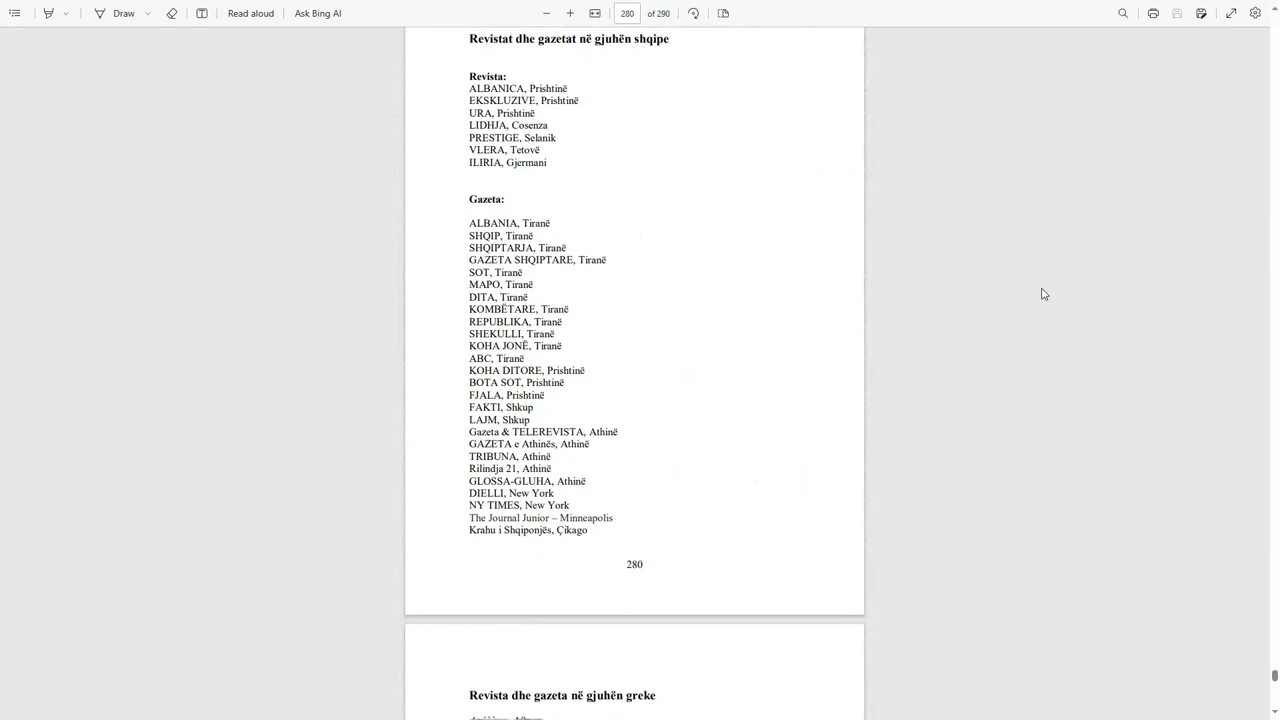 Draw
Read aloud
Ask Bing AI
280 of 290
Revistat dhe gazetat në gjuhën shqipe
Revista:
ALBANICA, Prishtinë
EKSKLUZIVE, Prishtinë
URA, Prishtinë
LIDHJA, Cosenza
PRESTIGE, Selanik
VLERA, Tetovë
ILIRIA, Gjermani
Gazeta:
ALBANIA, Tiranë
SHQIP, Tiranë
SHQIPTARJA, Tiranë
GAZETA SHQIPTARE, Tiranë
SOT, Tiranë
MAPO, Tiranë
DITA, Tiranë
KOMBËTARE, Tiranë
REPUBLIKA, Tiranë
SHEKULLI, Tiranë
KOHA JONË, Tiranë
ABC, Tiranë
KOHA DITORE, Prishtinë
BOTA SOT, Prishtinë
FJALA, Prishtinë
FAKTI, Shkup
LAJM, Shkup
Gazeta & TELEREVISTA, Athinë
GAZETA e Athinës, Athinë
TRIBUNA, Athinë
Rilindja 21, Athinë
GLOSSA-GLUHA, Athinë
DIELLI, New York
NY TIMES, New York
The Journal Junior – Minneapolis
Krahu i Shqiponjës, Çikago
280
Revista dhe gazeta në gjuhën greke